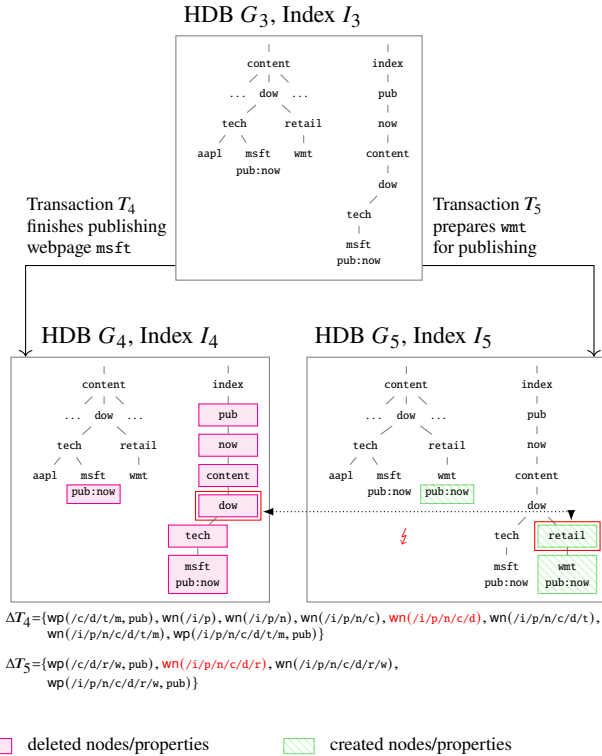 HDB G3, Index I3
content index
... dow ... pub
tech retail now
aapl msft wmt content
pub:now
dow
tech
msft
pub:now
Transaction T4
finishes publishing
webpage msft
Transaction T5
prepares wmt
for publishing
HDB G4, Index I4
content index
... dow ... pub
tech retail now
aapl msft wmt content
pub:now
dow
tech
msft
pub:now
HDB G5, Index I5
content index
... dow ... pub
tech retail now
aapl msft wmt content
pub:now pub:now
dow
tech retail
msft wmt
pub:now pub:now
ΔT4={wp(/c/d/t/m, pub), wn(/i/p), wn(/i/p/n), wn(/i/p/n/c), wn(/i/p/n/c/d), wn(/i/p/n/c/d/t),
wn(/i/p/n/c/d/t/m), wp(/i/p/n/c/d/t/m, pub)}
ΔT5={wp(/c/d/r/w, pub), wn(/i/p/n/c/d/r), wn(/i/p/n/c/d/r/w),
wp(/i/p/n/c/d/r/w, pub)}
deleted nodes/properties created nodes/properties